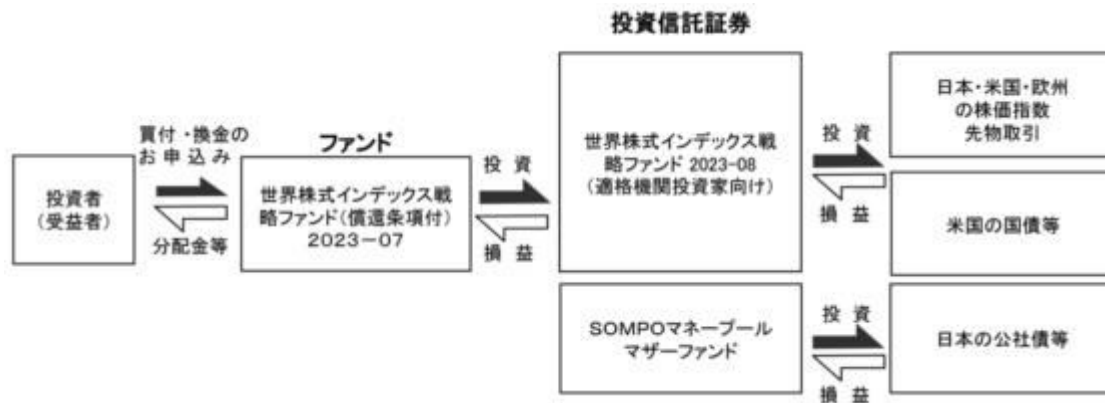 投資信託証券
買付・換金の
お申込み
ファンド
投資者
(受益者)
分配金等
世界株式インデックス戦
略ファンド(償還条項付)
2023-07
投 資
損 益
世界株式インデックス戦
略ファンド 2023-08
(適格機関投資家向け)
投 資
損 益
日本・米国・欧州
の株価指数
先物取引
米国の国債等
SOMPOマネープール
マザーファンド
投 資
損 益
日本の公社債等